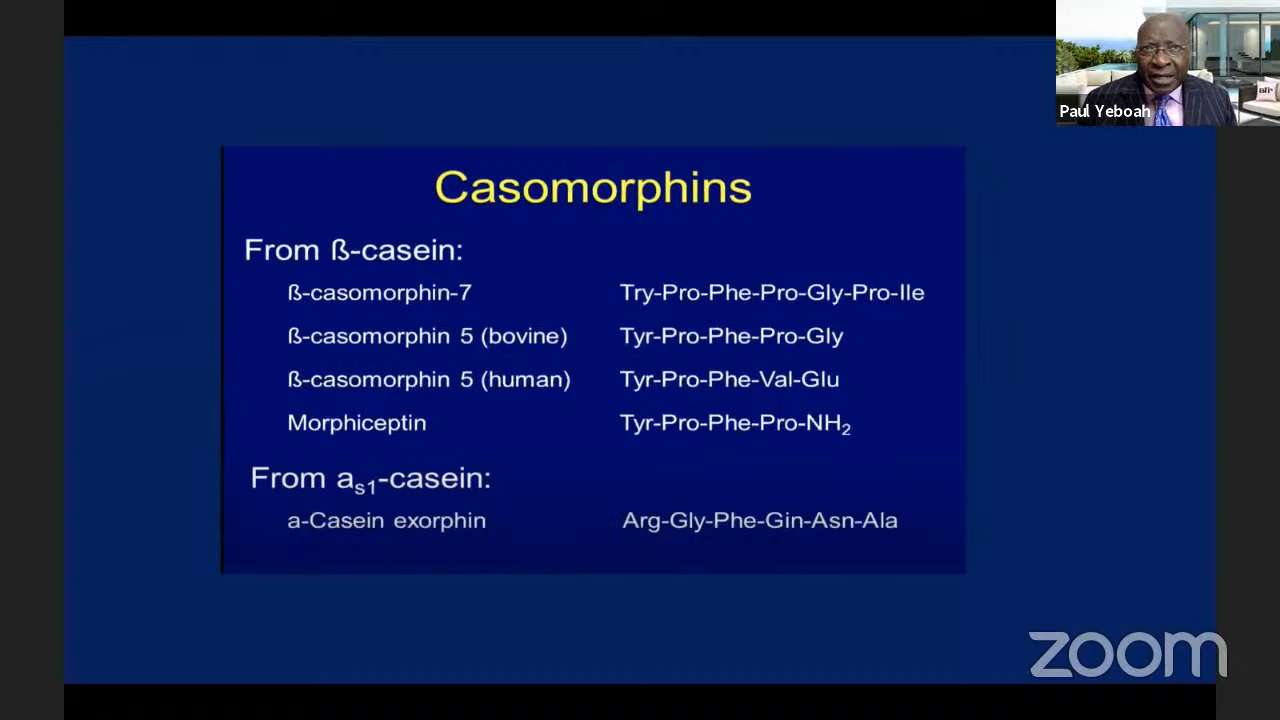 Casomorphins
From ß-casein:
ß-casomorphin-7 Try-Pro-Phe-Pro-Gly-Pro-Ile
ß-casomorphin 5 (bovine) Tyr-Pro-Phe-Pro-Gly
ß-casomorphin 5 (human) Tyr-Pro-Phe-Val-Glu
Morphiceptin Tyr-Pro-Phe-Pro-NH₂
From aₛ₁-casein:
a-Casein exorphin Arg-Gly-Phe-Gin-Asn-Ala
Paul Yeboah
zoom